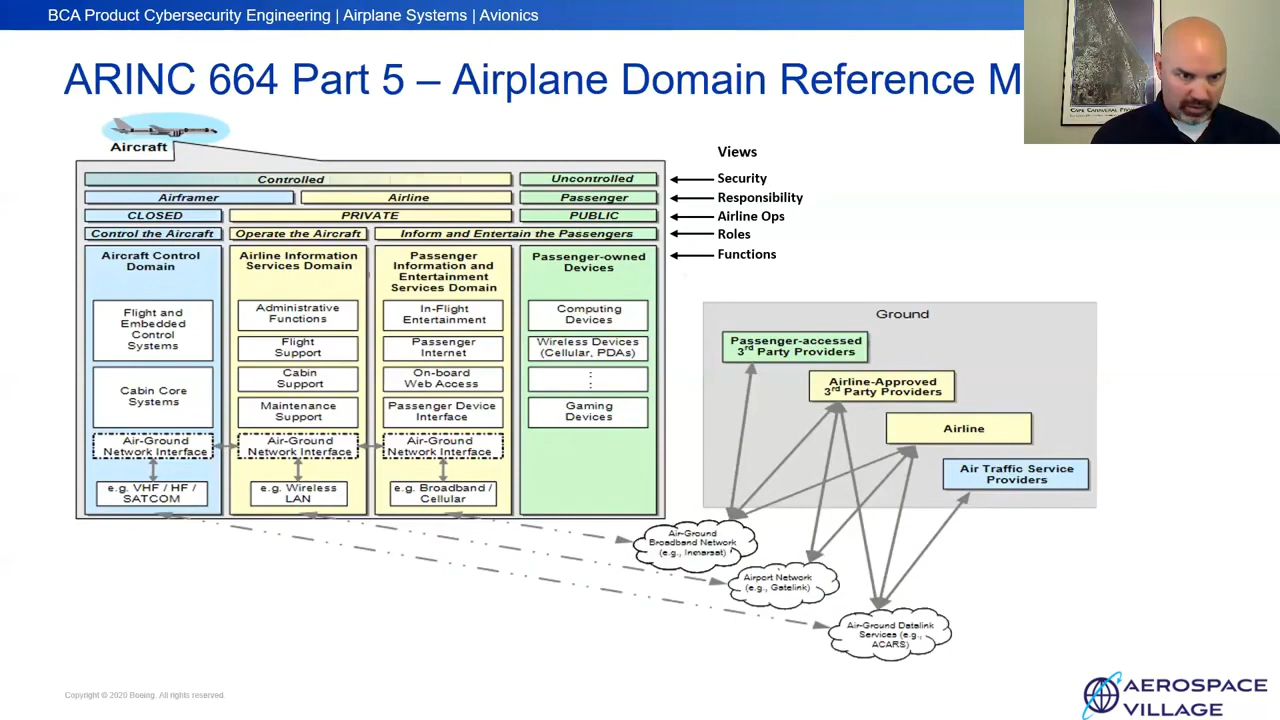 BCA Product Cybersecurity Engineering | Airplane Systems | Avionics
ARINC 664 Part 5 – Airplane Domain Reference M
CAPE CANAVERAL
Aircraft
Views
Controlled
Uncontrolled
Security
Airframer
Airline
Passenger
Responsibility
CLOSED
PRIVATE
PUBLIC
Airline Ops
Control the Aircraft
Operate the Aircraft
Inform and Entertain the Passengers
Roles
Functions
Aircraft Control
Domain
Flight and
Embedded
Control
Systems
Cabin Core
Systems
Air-Ground
Network Interface
e.g. VHF / HF /
SATCOM
Airline Information
Services Domain
Administrative
Functions
Flight
Support
Cabin
Support
Maintenance
Support
Air-Ground
Network Interface
e.g. Wireless
LAN
Passenger
Information and
Entertainment
Services Domain
In-Flight
Entertainment
Passenger
Internet
On-board
Web Access
Passenger Device
Interface
Air-Ground
Network Interface
e.g. Broadband /
Cellular
Passenger-owned
Devices
Computing
Devices
Wireless Devices
(Cellular, PDAs)
:
:
Gaming
Devices
Ground
Passenger-accessed
3rd Party Providers
Airline-Approved
3rd Party Providers
Airline
Air Traffic Service
Providers
Air-Ground
Broadband Network
(e.g., Inmarsat)
Airport Network
(e.g., Gatelink)
Air-Ground Datalink
Services (e.g.,
ACARS)
Copyright © 2020 Boeing. All rights reserved.
AEROSPACE
VILLAGE